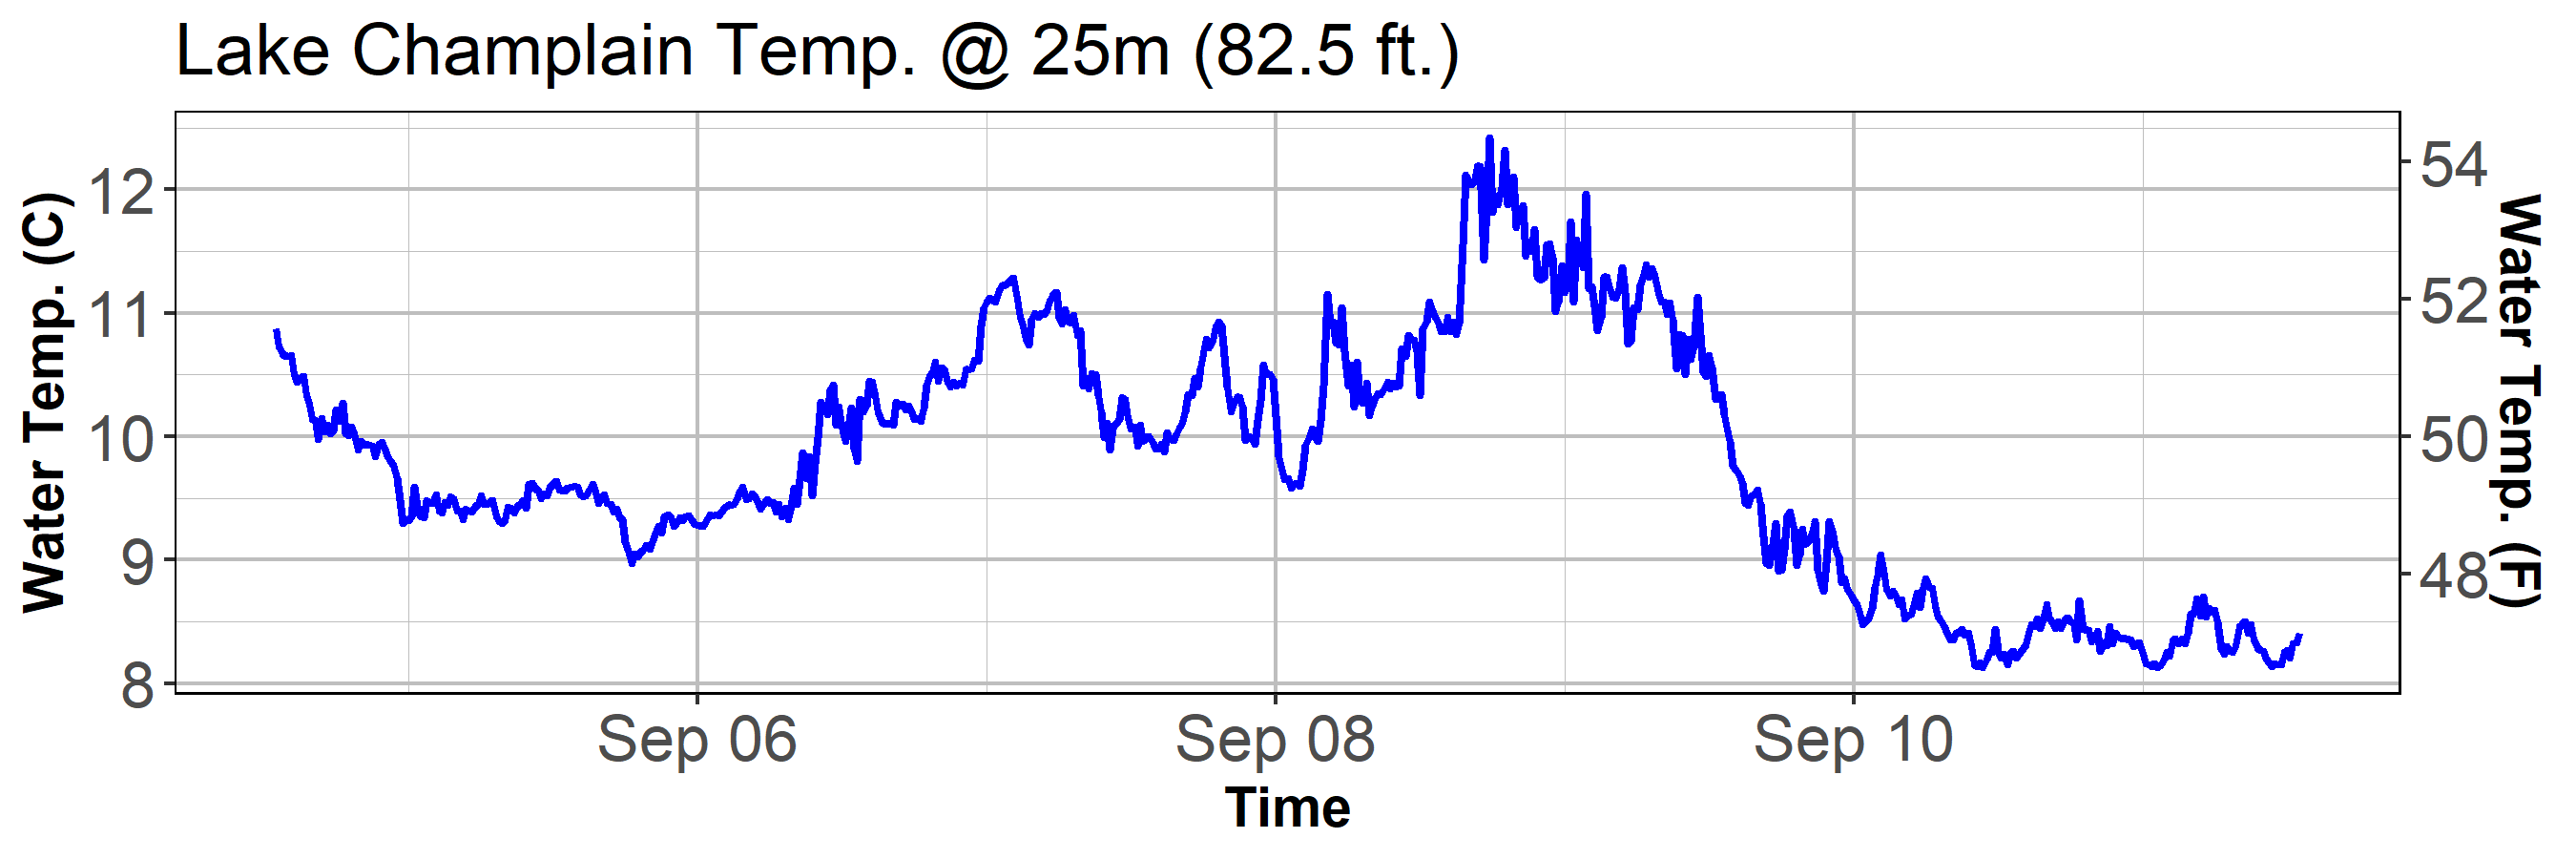 Lake Champlain Temp. @ 25m (82.5 ft.)
Water Temp. (C)
12
11
10
9
8
54
52
50
48
Water Temp. (F)
Sep 06
Sep 08
Sep 10
Time